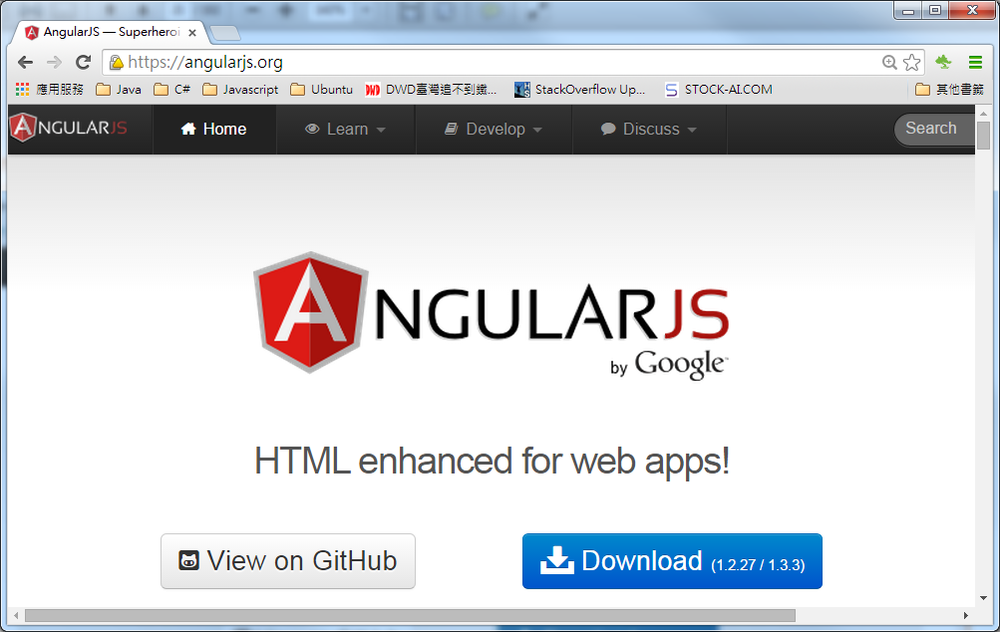 AngularJS — Superheroi
https://angularjs.org
應用服務 Java C# Javascript Ubuntu DWD臺灣追不到鐵... StackOverflow Up... STOCK-AI.COM 其他書籤
ANGULARJS Home Learn Develop Discuss Search
ANGULARJS
by Google™
HTML enhanced for web apps!
View on GitHub Download (1.2.27 / 1.3.3)